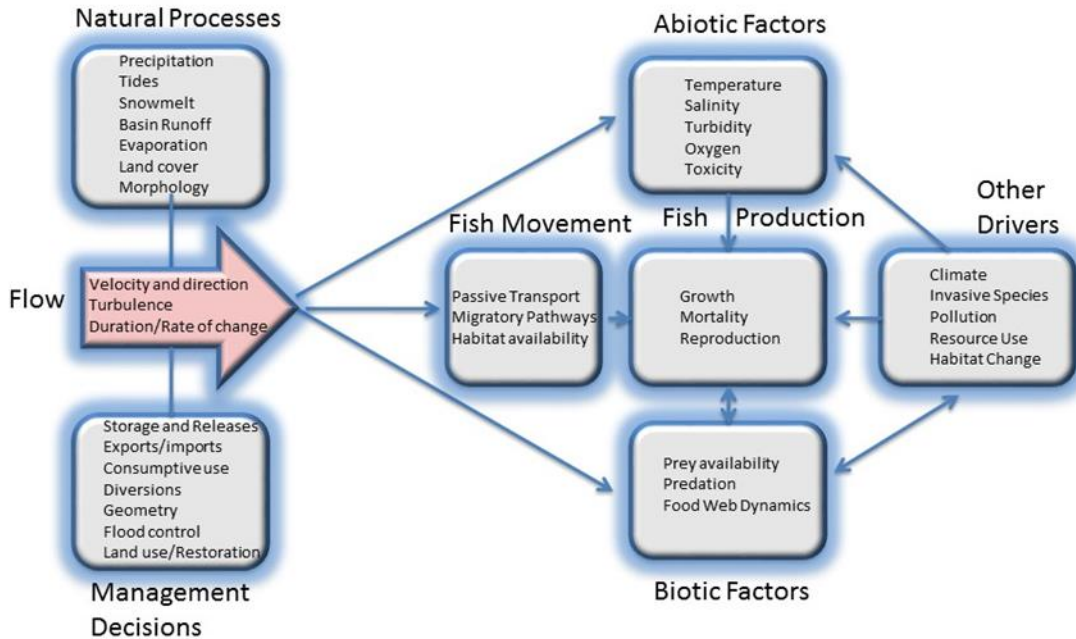 Natural Processes
Precipitation
Tides
Snowmelt
Basin Runoff
Evaporation
Land cover
Morphology
Flow
Velocity and direction
Turbulence
Duration/Rate of change
Storage and Releases
Exports/imports
Consumptive use
Diversions
Geometry
Flood control
Land use/Restoration
Management
Decisions
Fish Movement
Passive Transport
Migratory Pathways
Habitat availability
Abiotic Factors
Temperature
Salinity
Turbidity
Oxygen
Toxicity
Fish Production
Growth
Mortality
Reproduction
Prey availability
Predation
Food Web Dynamics
Biotic Factors
Other
Drivers
Climate
Invasive Species
Pollution
Resource Use
Habitat Change